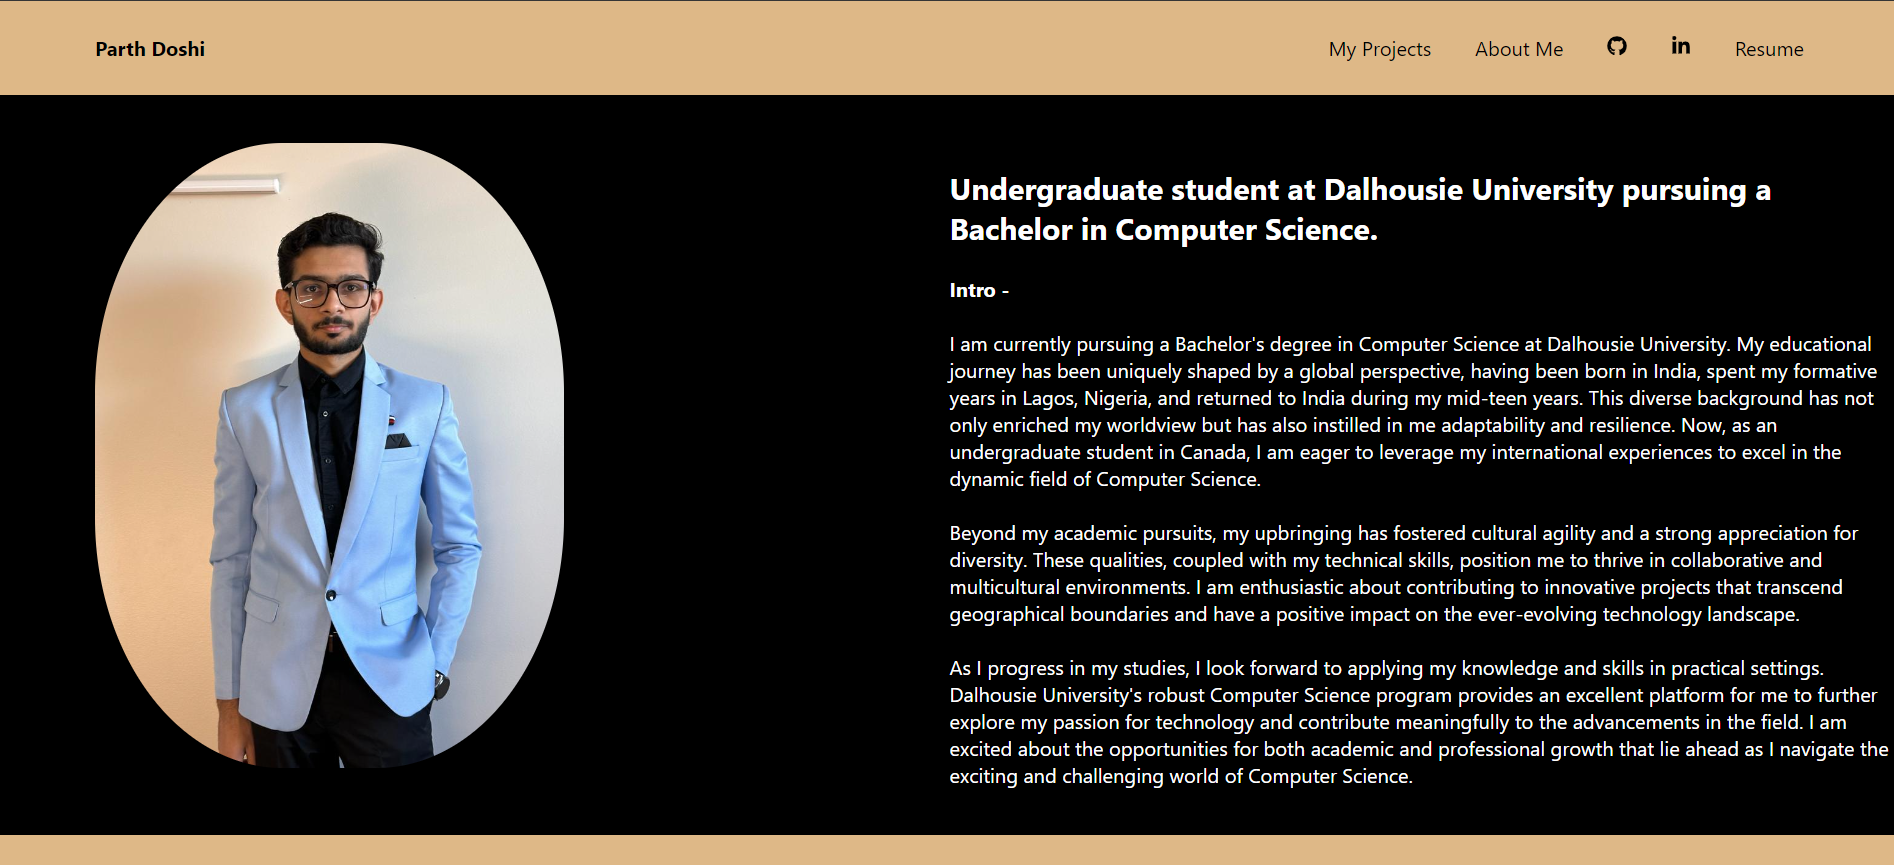 Parth Doshi
My Projects About Me in Resume
Undergraduate student at Dalhousie University pursuing a
Bachelor in Computer Science.
Intro -
I am currently pursuing a Bachelor's degree in Computer Science at Dalhousie University. My educational
journey has been uniquely shaped by a global perspective, having been born in India, spent my formative
years in Lagos, Nigeria, and returned to India during my mid-teen years. This diverse background has not
only enriched my worldview but has also instilled in me adaptability and resilience. Now, as an
undergraduate student in Canada, I am eager to leverage my international experiences to excel in the
dynamic field of Computer Science.
Beyond my academic pursuits, my upbringing has fostered cultural agility and a strong appreciation for
diversity. These qualities, coupled with my technical skills, position me to thrive in collaborative and
multicultural environments. I am enthusiastic about contributing to innovative projects that transcend
geographical boundaries and have a positive impact on the ever-evolving technology landscape.
As I progress in my studies, I look forward to applying my knowledge and skills in practical settings.
Dalhousie University's robust Computer Science program provides an excellent platform for me to further
explore my passion for technology and contribute meaningfully to the advancements in the field. I am
excited about the opportunities for both academic and professional growth that lie ahead as I navigate the
exciting and challenging world of Computer Science.